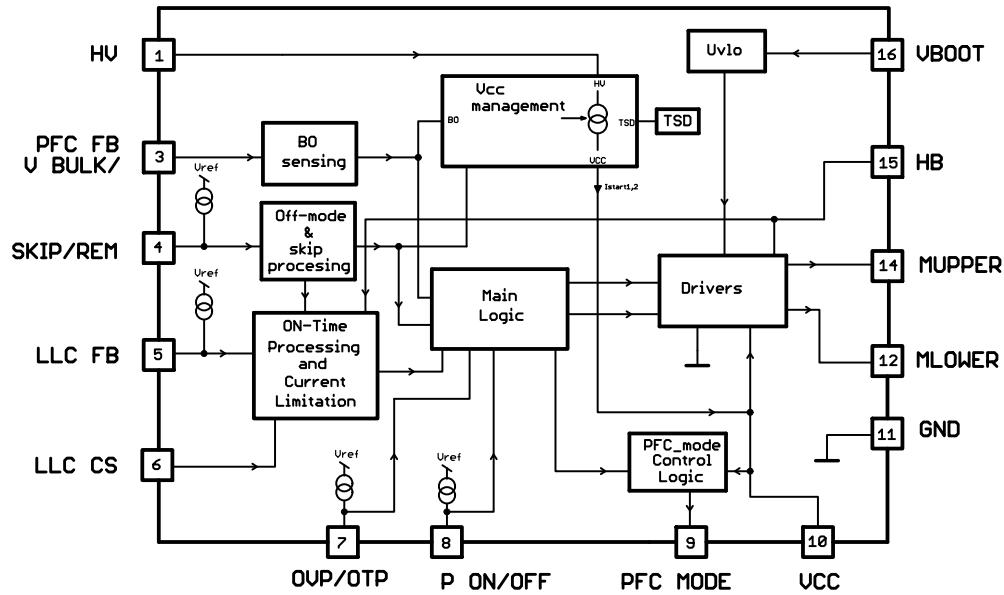 HV
1
Uvlo
16
VBOOT
Vcc
management
HV
BO
TSD
TSD
VCC
Istart1,2
PFC FB
V BULK/
3
BO
sensing
15
HB
Vref
SKIP/REM
4
Off-mode
&
skip
procesing
14
MUPPER
Vref
Main
Logic
Drivers
LLC FB
5
ON-Time
Processing
and
Current
Limitation
12
MLOWER
11
GND
LLC CS
6
Vref
Vref
PFC_mode
Control
Logic
7
8
9
10
OVP/OTP
P ON/OFF
PFC MODE
VCC